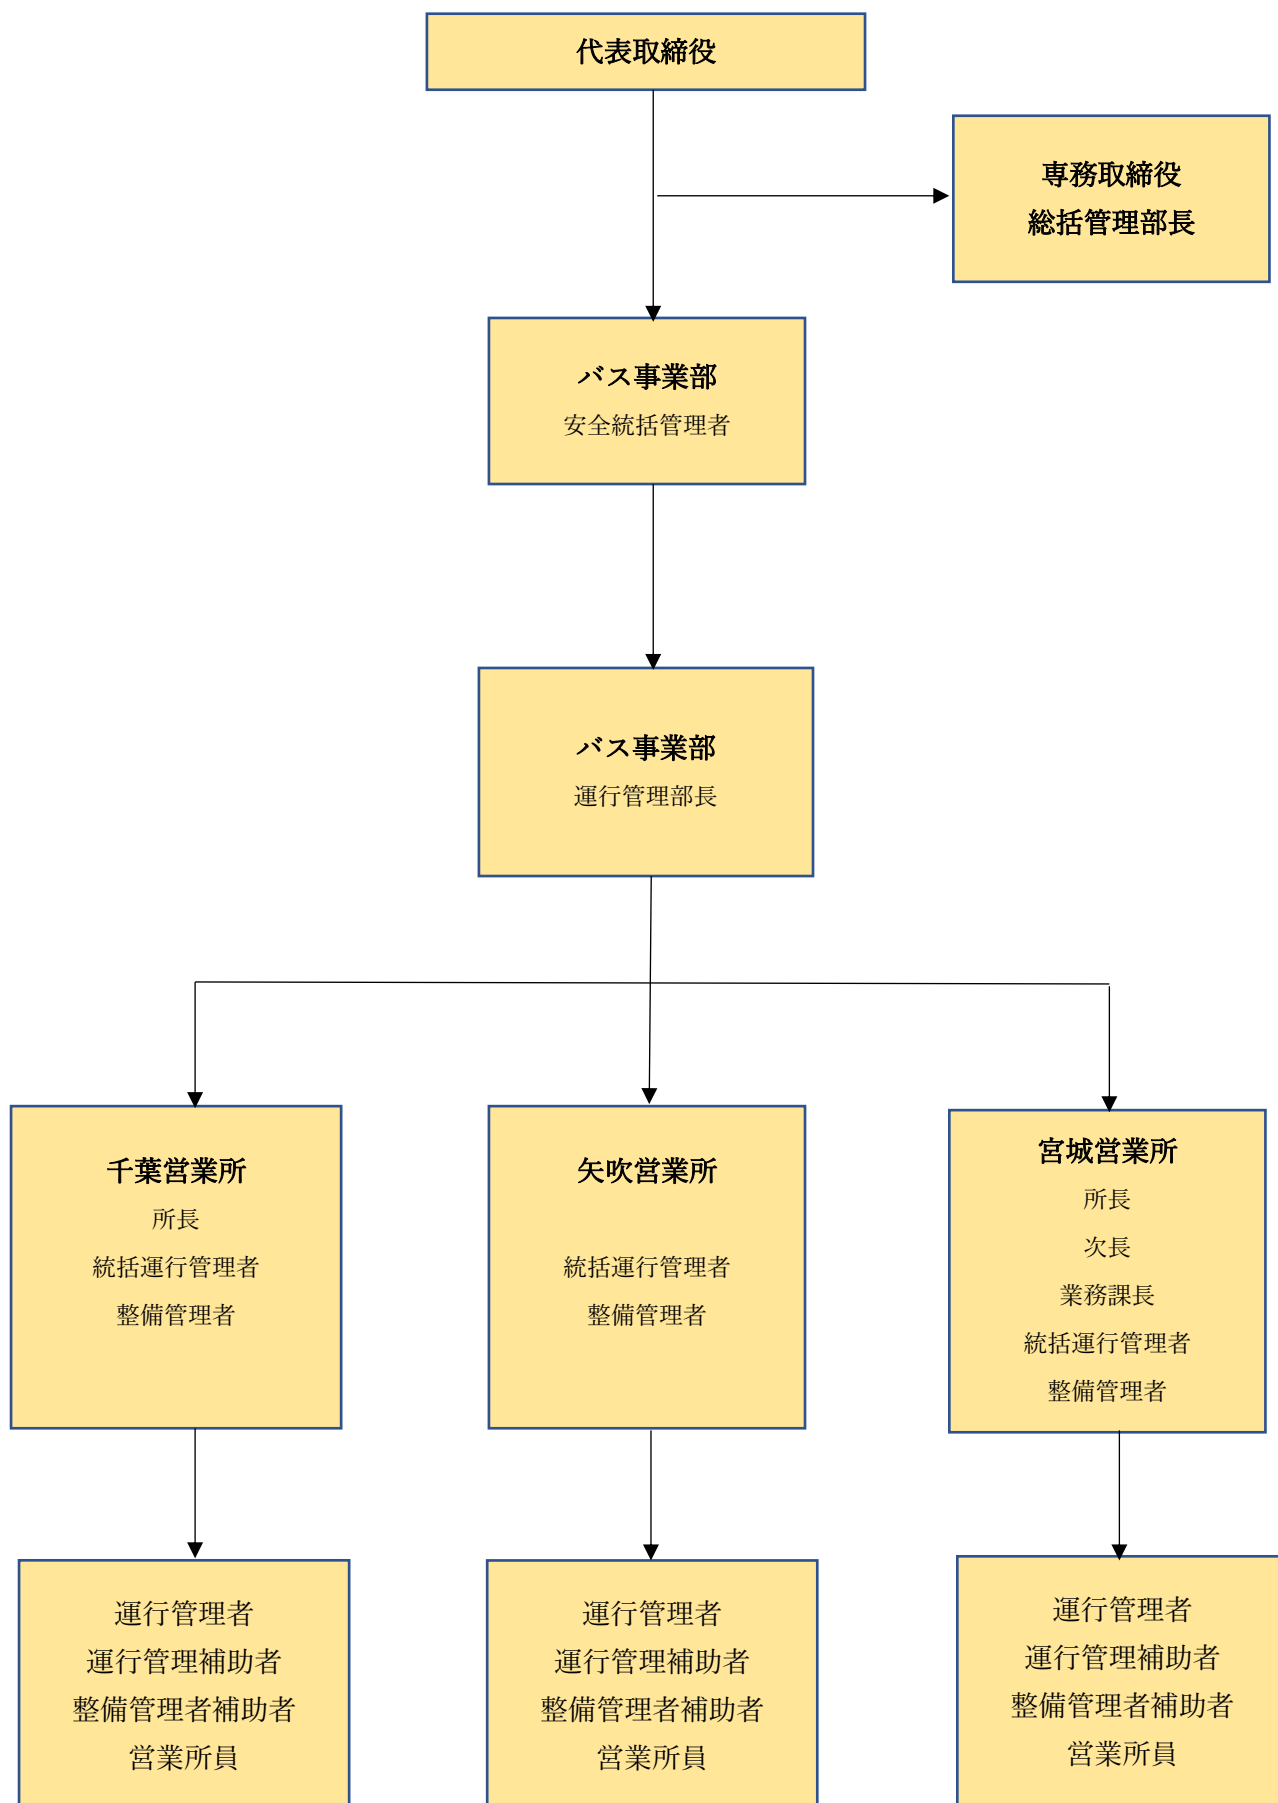 代表取締役
専務取締役
総括管理部長
バス事業部
安全統括管理者
バス事業部
運行管理部長
千葉営業所
所長
統括運行管理者
整備管理者
矢吹営業所
統括運行管理者
整備管理者
宮城営業所
所長
次長
業務課長
統括運行管理者
整備管理者
運行管理者
運行管理補助者
整備管理者補助者
営業所員
運行管理者
運行管理補助者
整備管理者補助者
営業所員
運行管理者
運行管理補助者
整備管理者補助者
営業所員